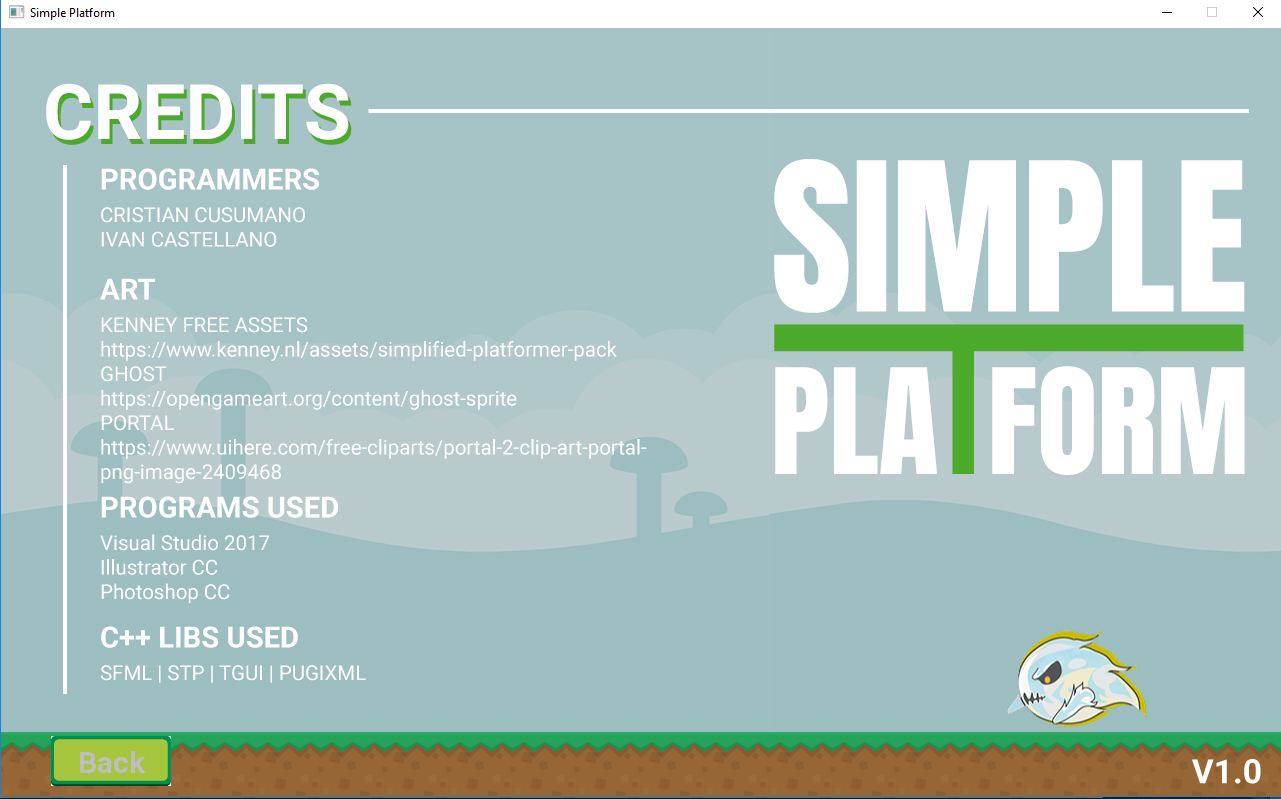 Simple Platform
CREDITS
PROGRAMMERS
CRISTIAN CUSUMANO
IVAN CASTELLANO
ART
KENNEY FREE ASSETS
https://www.kenney.nl/assets/simplified-platformer-pack
GHOST
https://opengameart.org/content/ghost-sprite
PORTAL
https://www.uihere.com/free-cliparts/portal-2-clip-art-portal-
png-image-2409468
PROGRAMS USED
Visual Studio 2017
Illustrator CC
Photoshop CC
C++ LIBS USED
SFML | STP | TGUI | PUGIXML
SIMPLE
PLATFORM
Back
V1.0